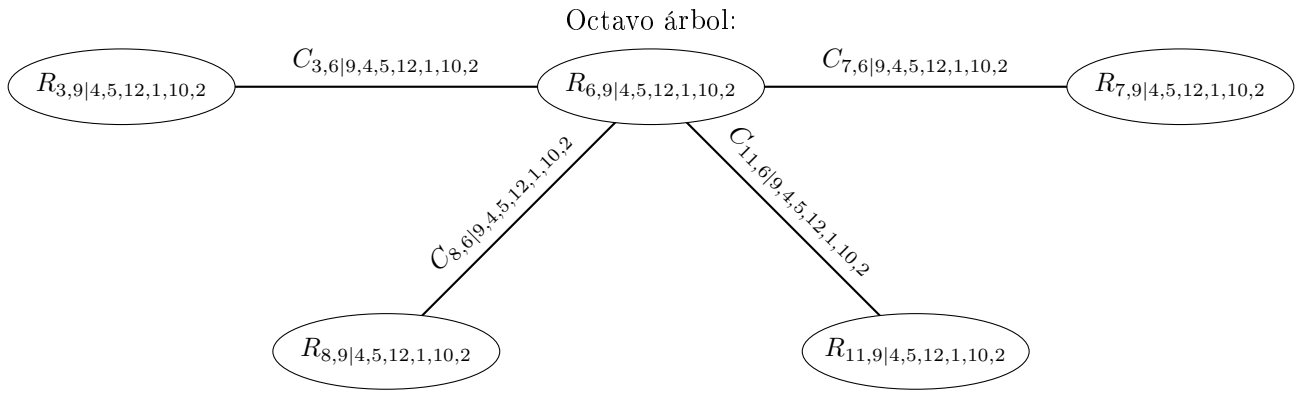 Octavo árbol:
C_{3,6|9,4,5,12,1,10,2}
C_{7,6|9,4,5,12,1,10,2}
R_{3,9|4,5,12,1,10,2}
R_{6,9|4,5,12,1,10,2}
R_{7,9|4,5,12,1,10,2}
C_{8,6|9,4,5,12,1,10,2}
C_{11,6|9,4,5,12,1,10,2}
R_{8,9|4,5,12,1,10,2}
R_{11,9|4,5,12,1,10,2}